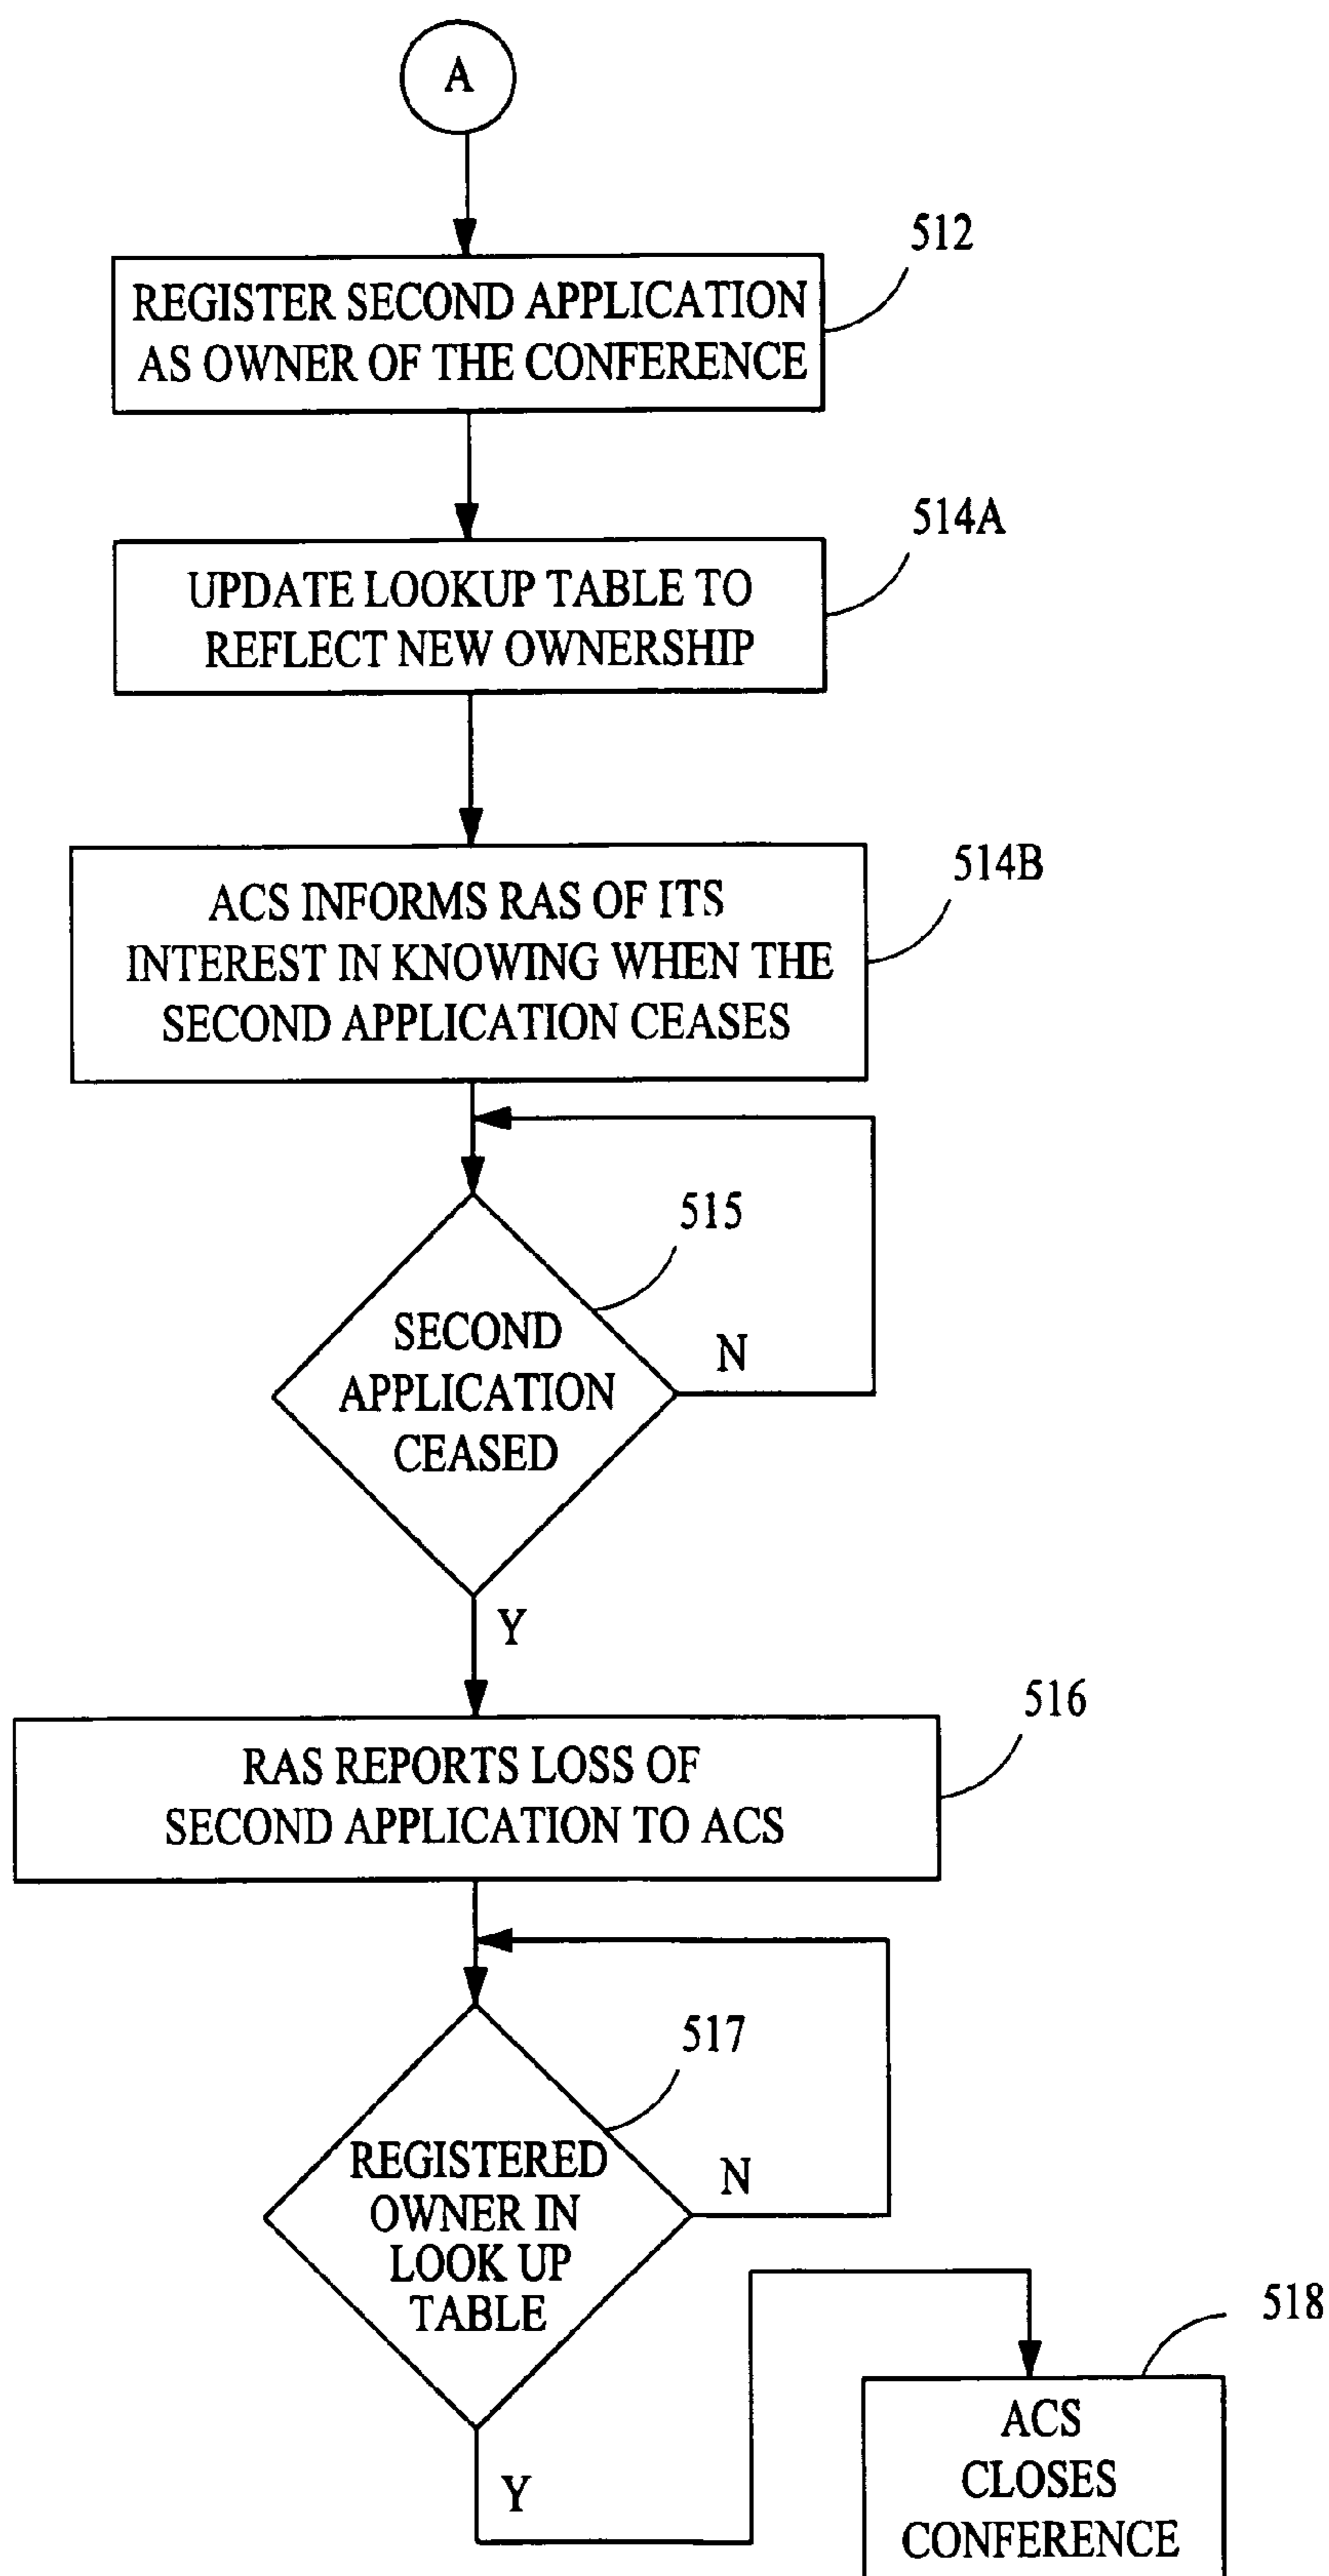 A
512
REGISTER SECOND APPLICATION
AS OWNER OF THE CONFERENCE
514A
UPDATE LOOKUP TABLE TO
REFLECT NEW OWNERSHIP
514B
ACS INFORMS RAS OF ITS
INTEREST IN KNOWING WHEN THE
SECOND APPLICATION CEASES
515
SECOND
APPLICATION
CEASED
N
Y
516
RAS REPORTS LOSS OF
SECOND APPLICATION TO ACS
517
REGISTERED
OWNER IN
LOOK UP
TABLE
N
Y
518
ACS
CLOSES
CONFERENCE